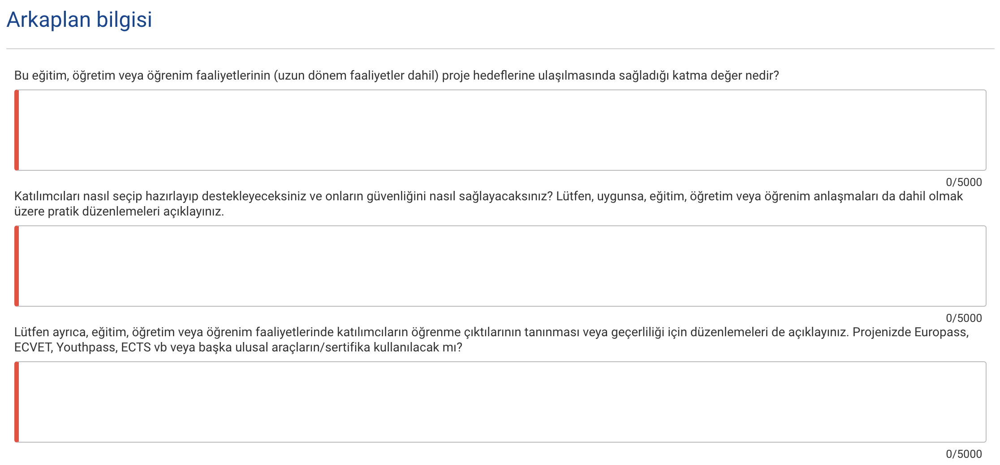 Arkaplan bilgisi
Bu eğitim, öğretim veya öğrenim faaliyetlerinin (uzun dönem faaliyetler dahil) proje hedeflerine ulaşılmasında sağladığı katma değer nedir?
0/5000
Katılımcıları nasıl seçip hazırlayıp destekleyeceksiniz ve onların güvenliğini nasıl sağlayacaksınız? Lütfen, uygunsa, eğitim, öğretim veya öğrenim anlaşmaları da dahil olmak
üzere pratik düzenlemeleri açıklayınız.
0/5000
Lütfen ayrıca, eğitim, öğretim veya öğrenim faaliyetlerinde katılımcıların öğrenme çıktılarının tanınması veya geçerliliği için düzenlemeleri de açıklayınız. Projenizde Europass,
ECVET, Youthpass, ECTS vb veya başka ulusal araçların/sertifika kullanılacak mı?
0/5000